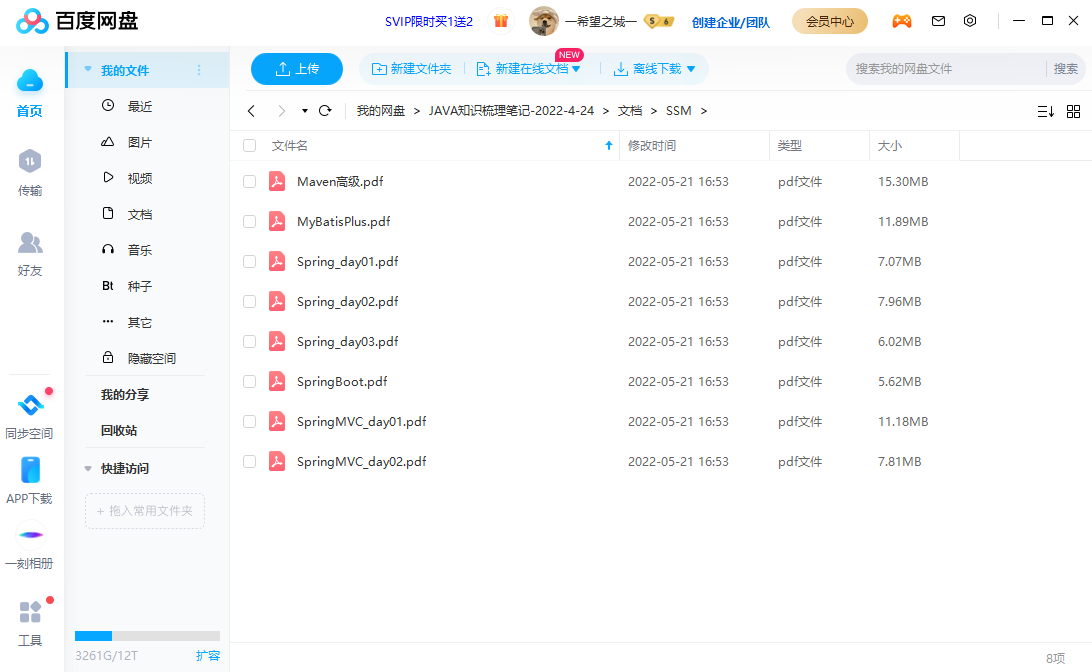 百度网盘
SVIP限时买1送2
一希望之城一
S 6
创建企业/团队
会员中心
首页
传输
好友
同步空间
APP下载
一刻相册
工具
我的文件
最近
图片
视频
文档
音乐
Bt 种子
其它
隐藏空间
我的分享
回收站
快捷访问
+ 拖入常用文件夹
3261G/12T 扩容
上传
新建文件夹
新建在线文档
NEW
离线下载
搜索我的网盘文件
搜索
我的网盘 > JAVA知识梳理笔记-2022-4-24 > 文档 > SSM >
文件名 修改时间 类型 大小
Maven高级.pdf 2022-05-21 16:53 pdf文件 15.30MB
MyBatisPlus.pdf 2022-05-21 16:53 pdf文件 11.89MB
Spring_day01.pdf 2022-05-21 16:53 pdf文件 7.07MB
Spring_day02.pdf 2022-05-21 16:53 pdf文件 7.96MB
Spring_day03.pdf 2022-05-21 16:53 pdf文件 6.02MB
SpringBoot.pdf 2022-05-21 16:53 pdf文件 5.62MB
SpringMVC_day01.pdf 2022-05-21 16:53 pdf文件 11.18MB
SpringMVC_day02.pdf 2022-05-21 16:53 pdf文件 7.81MB
8项